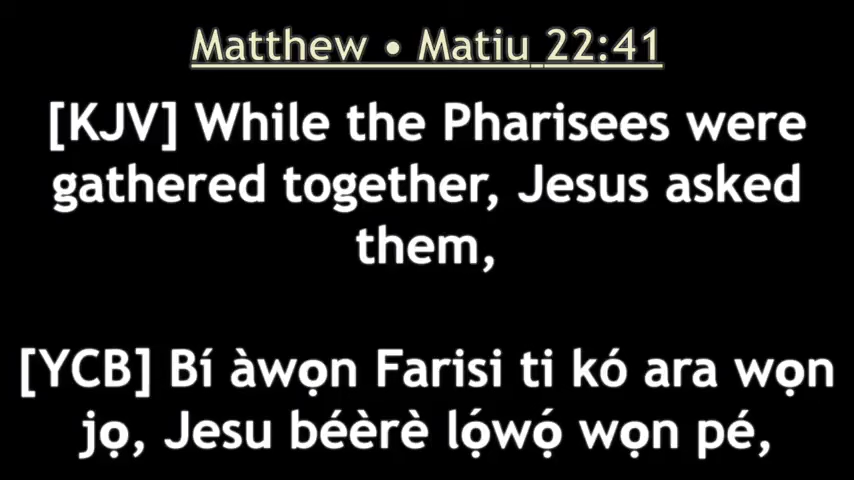 Matthew • Matiu 22:41
[KJV] While the Pharisees were
gathered together, Jesus asked
them,
[YCB] Bí àwọn Farisi ti kó ara wọn
jọ, Jesu béèrè lọ́wọ́ wọn pé,